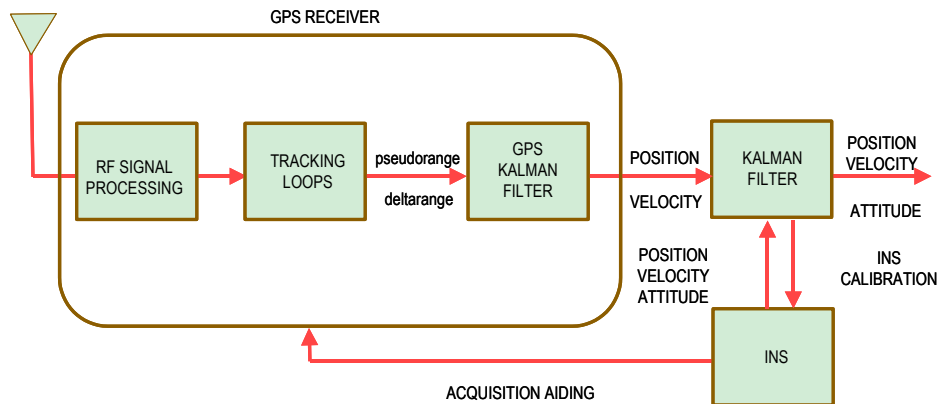 GPS RECEIVER
RF SIGNAL
PROCESSING
TRACKING
LOOPS
pseudorange
deltarange
GPS
KALMAN
FILTER
POSITION
VELOCITY
KALMAN
FILTER
POSITION
VELOCITY
ATTITUDE
POSITION
VELOCITY
ATTITUDE
INS
CALIBRATION
INS
ACQUISITION AIDING